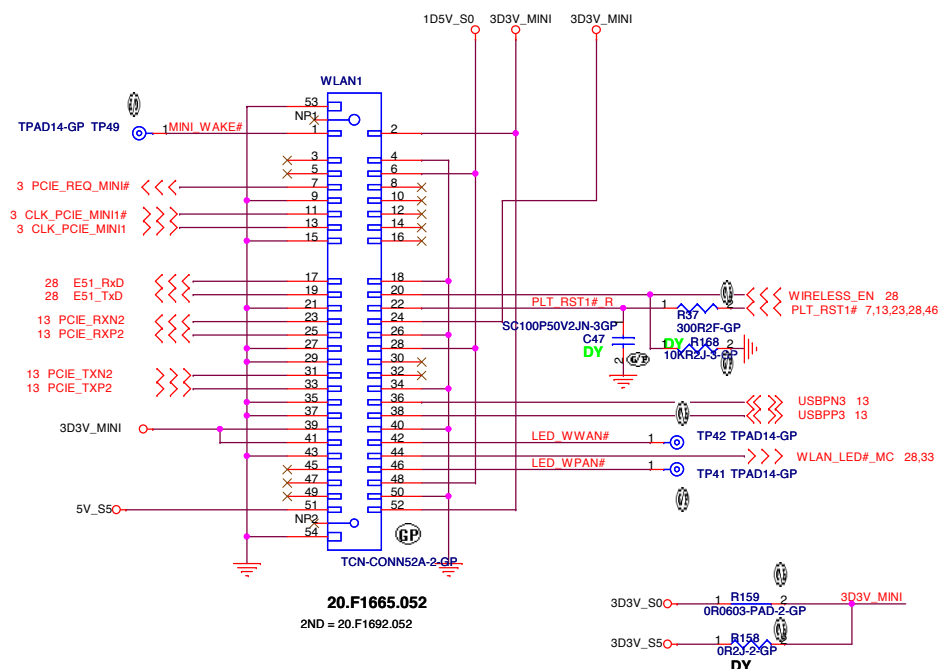 1D5V_S0 3D3V_MINI 3D3V_MINI
WLAN1
53
NP1
TPAD14-GP TP49 1 MINI_WAKE# 1 2
3 4
5 6
3 PCIE_REQ_MINI# 7 8
9 10
3 CLK_PCIE_MINI1# 11 12
3 CLK_PCIE_MINI1 13 14
15 16
28 E51_RxD 17 18
28 E51_TxD 19 20 WIRELESS_EN 28
21 22 PLT_RST1#_R 1 2 PLT_RST1# 7,13,23,28,46
R37
300R2F-GP
13 PCIE_RXN2 23 24
SC100P50V2JN-3GP
C47
DY
2
13 PCIE_RXP2 25 26
27 28
DY
R168
1 2
10KR2J-3-GP
29 30
13 PCIE_TXN2 31 32
13 PCIE_TXP2 33 34
35 36 USBPN3 13
37 38 USBPP3 13
3D3V_MINI 39 40
41 42 LED_WWAN# 1 TP42 TPAD14-GP
43 44 WLAN_LED#_MC 28,33
45 46 LED_WPAN# 1 TP41 TPAD14-GP
47 48
49 50
5V_S5 51 52
NP2
54
GP
TCN-CONN52A-2-GP
20.F1665.052
2ND = 20.F1692.052
3D3V_S0 1 R159 2 3D3V_MINI
0R0603-PAD-2-GP
3D3V_S5 1 R158
0R2J-2-GP
DY